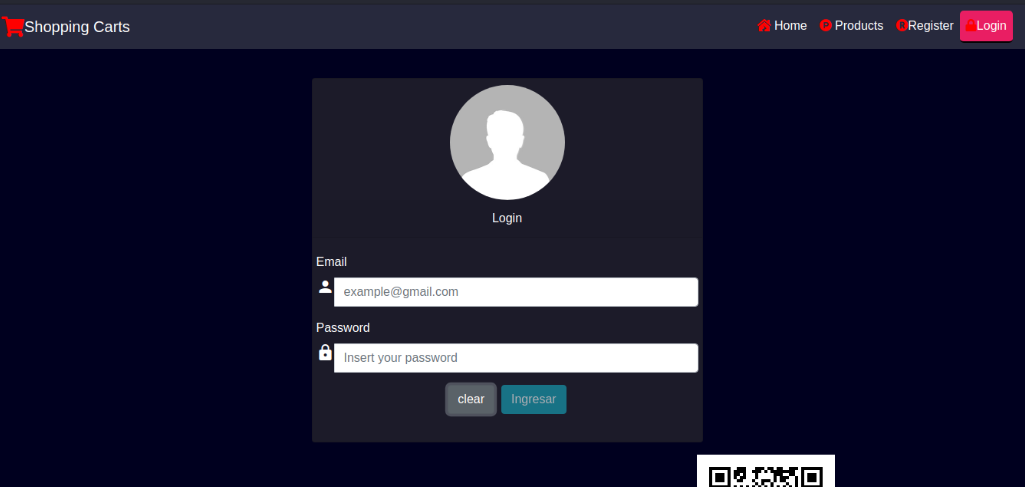 Shopping Carts
Home
Products
Register
Login
Login
Email
example@gmail.com
Password
Insert your password
clear
Ingresar